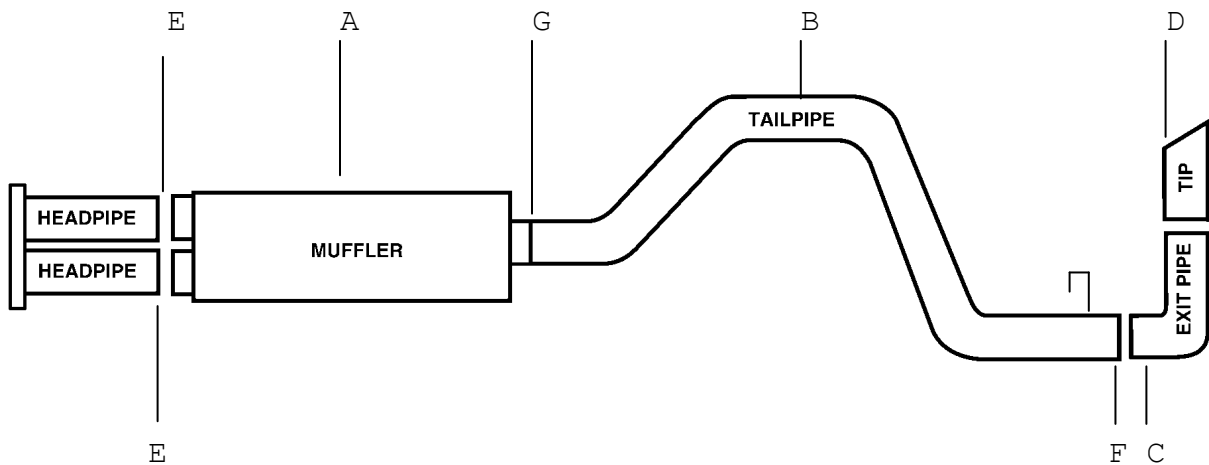 E A G B D
TAILPIPE
TIP
HEADPIPE
MUFFLER
HEADPIPE
EXIT PIPE
E F C